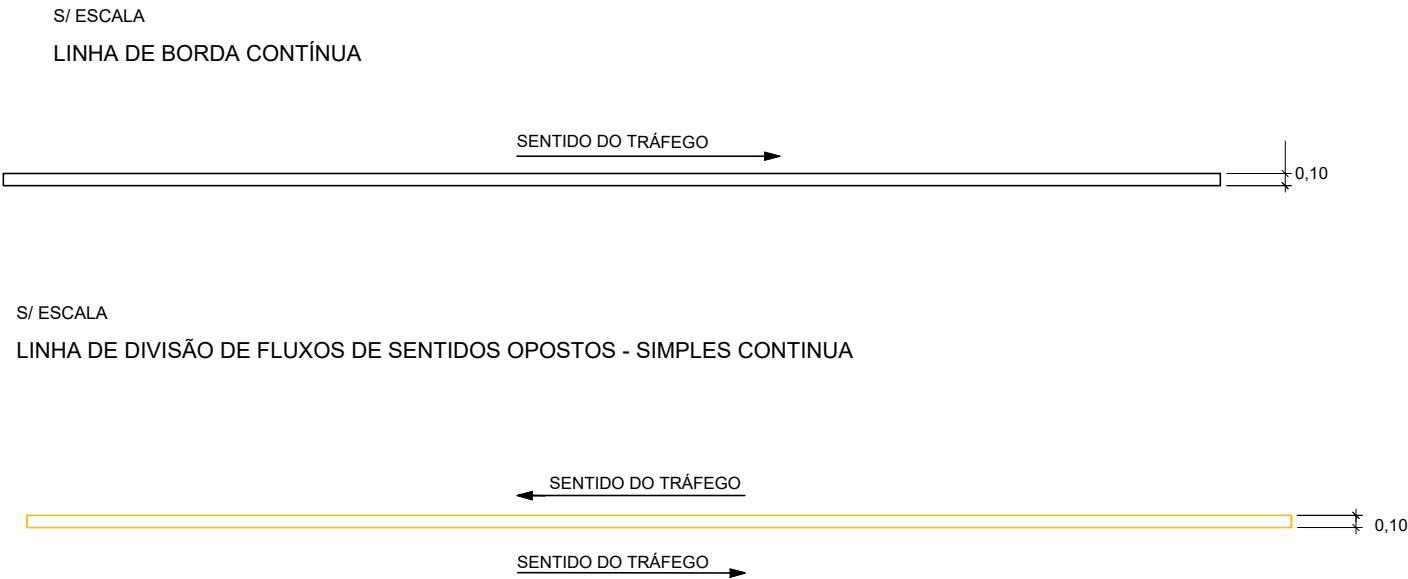 S/ ESCALA
LINHA DE BORDA CONTÍNUA
SENTIDO DO TRÁFEGO
0,10
S/ ESCALA
LINHA DE DIVISÃO DE FLUXOS DE SENTIDOS OPOSTOS - SIMPLES CONTINUA
SENTIDO DO TRÁFEGO
0,10
SENTIDO DO TRÁFEGO